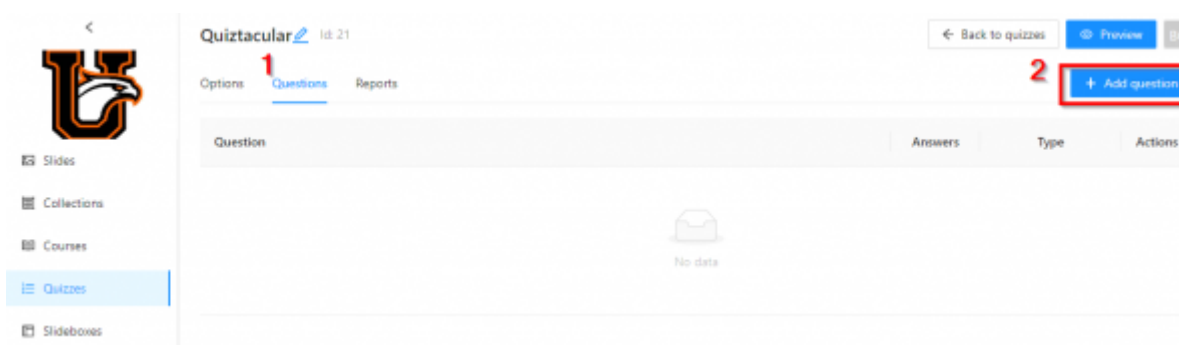 Quiztacular Id: 21
← Back to quizzes
Preview
1
2
Options Questions Reports
+ Add question
Question Answers Type Actions
Slides
Collections
Courses
No data
Quizzes
Slideboxes